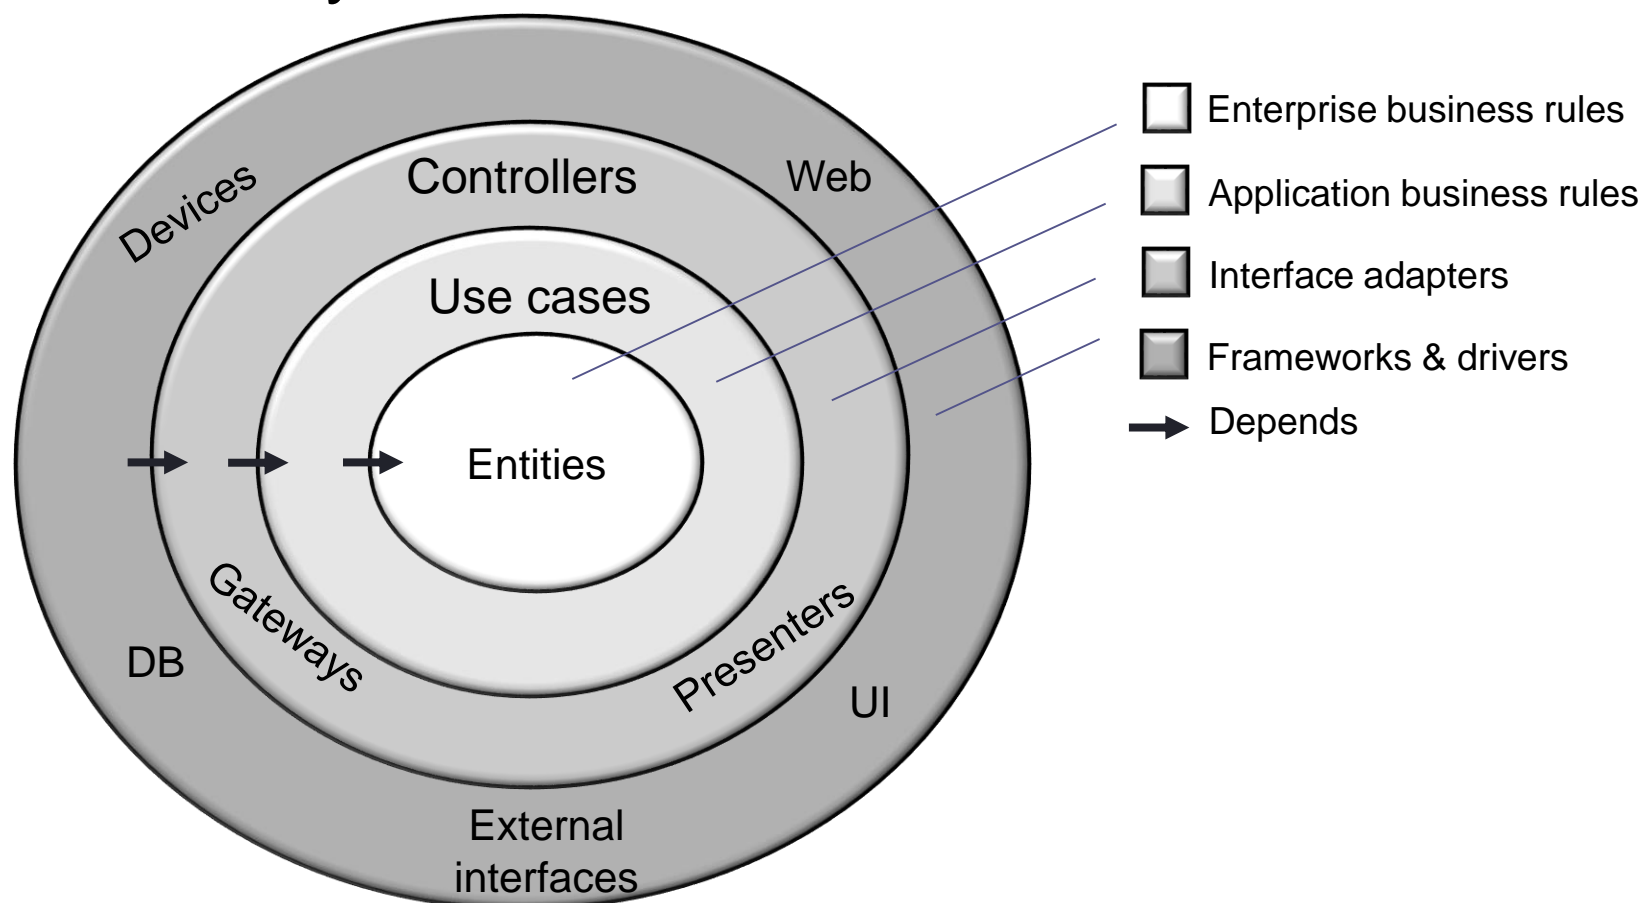 Devices
Controllers
Web
Use cases
Entities
Gateways
Presenters
DB
UI
External
interfaces
Enterprise business rules
Application business rules
Interface adapters
Frameworks & drivers
Depends